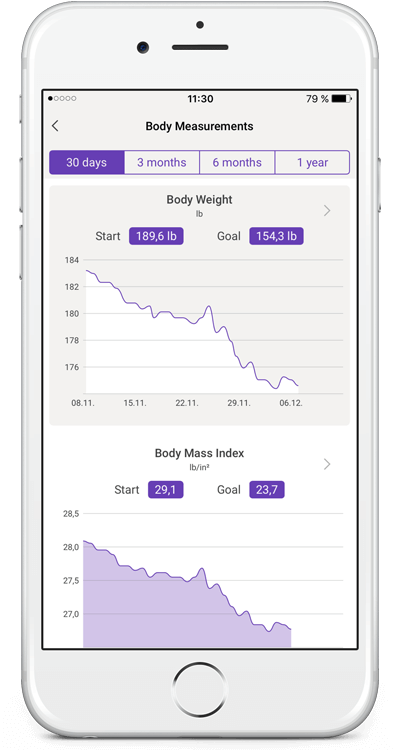 11:30
79 %
Body Measurements
30 days 3 months 6 months 1 year
Body Weight
lb
Start 189,6 lb Goal 154,3 lb
184
182
180
178
176
08.11. 15.11. 22.11. 29.11. 06.12.
Body Mass Index
lb/in²
Start 29,1 Goal 23,7
28,5
28,0
27,5
27,0